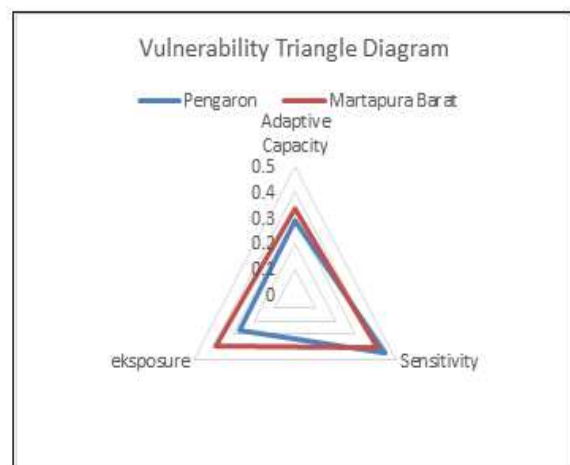 Vulnerability Triangle Diagram
Pengaron Martapura Barat
Adaptive
Capacity
0.5
0.4
0.3
0.2
0.1
0
eksposure Sensitivity